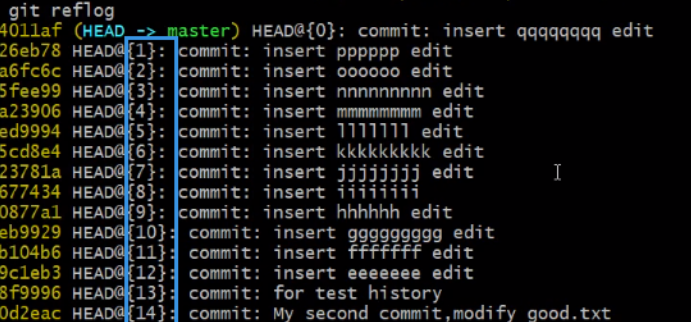 git reflog
4011af (HEAD -> master) HEAD@{0}: commit: insert qqqqqqqq edit
26eb78 HEAD@{1}: commit: insert pppppp edit
a6fc6c HEAD@{2}: commit: insert oooooo edit
5fee99 HEAD@{3}: commit: insert nnnnnnnnn edit
a23906 HEAD@{4}: commit: insert mmmmmmmm edit
ed9994 HEAD@{5}: commit: insert lllllll edit
5cd8e4 HEAD@{6}: commit: insert kkkkkkkkk edit
23781a HEAD@{7}: commit: insert jjjjjjjj edit
677434 HEAD@{8}: commit: insert iiiiiiii
0877a1 HEAD@{9}: commit: insert hhhhhh edit
eb9929 HEAD@{10}: commit: insert ggggggggg edit
b104b6 HEAD@{11}: commit: insert fffffff edit
9c1eb3 HEAD@{12}: commit: insert eeeeeee edit
8f9996 HEAD@{13}: commit: for test history
0d2eac HEAD@{14}: commit: My second commit,modify good.txt